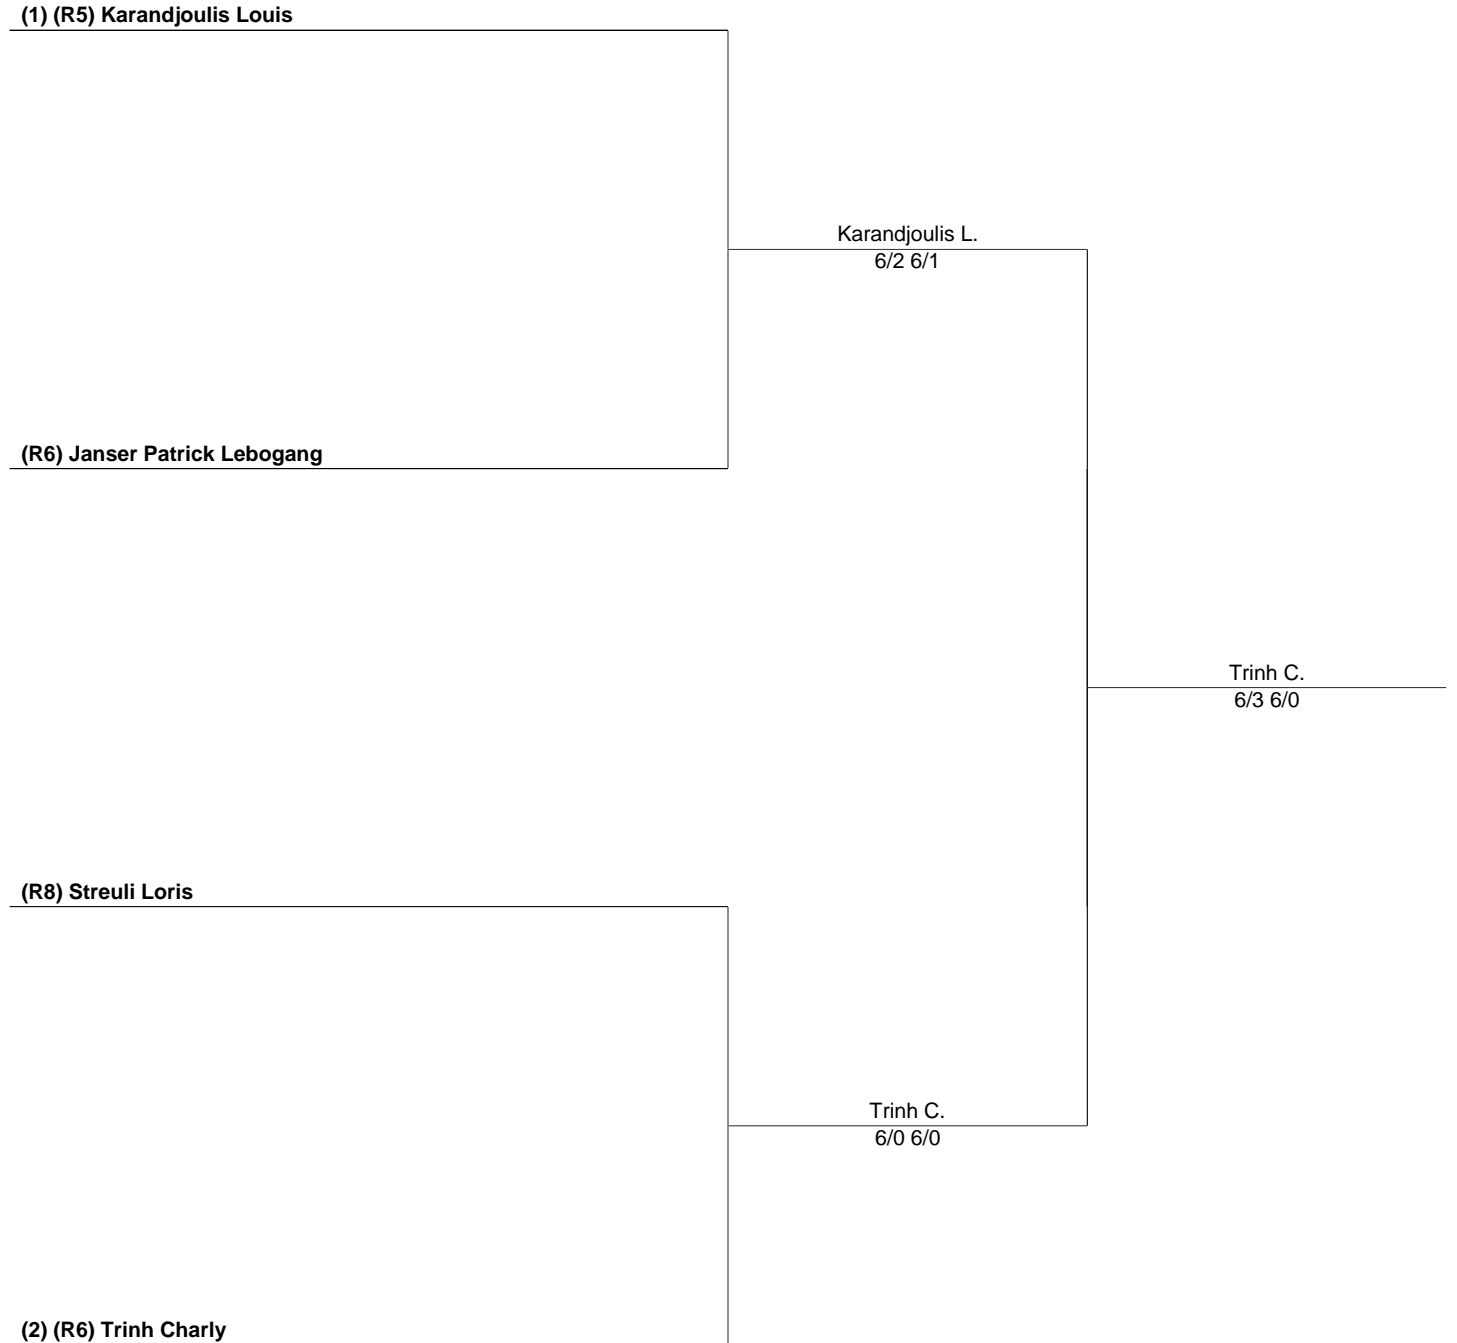 (1) (R5) Karandjoulis Louis
Karandjoulis L.
6/2 6/1
(R6) Janser Patrick Lebogang
Trinh C.
6/3 6/0
(R8) Streuli Loris
Trinh C.
6/0 6/0
(2) (R6) Trinh Charly